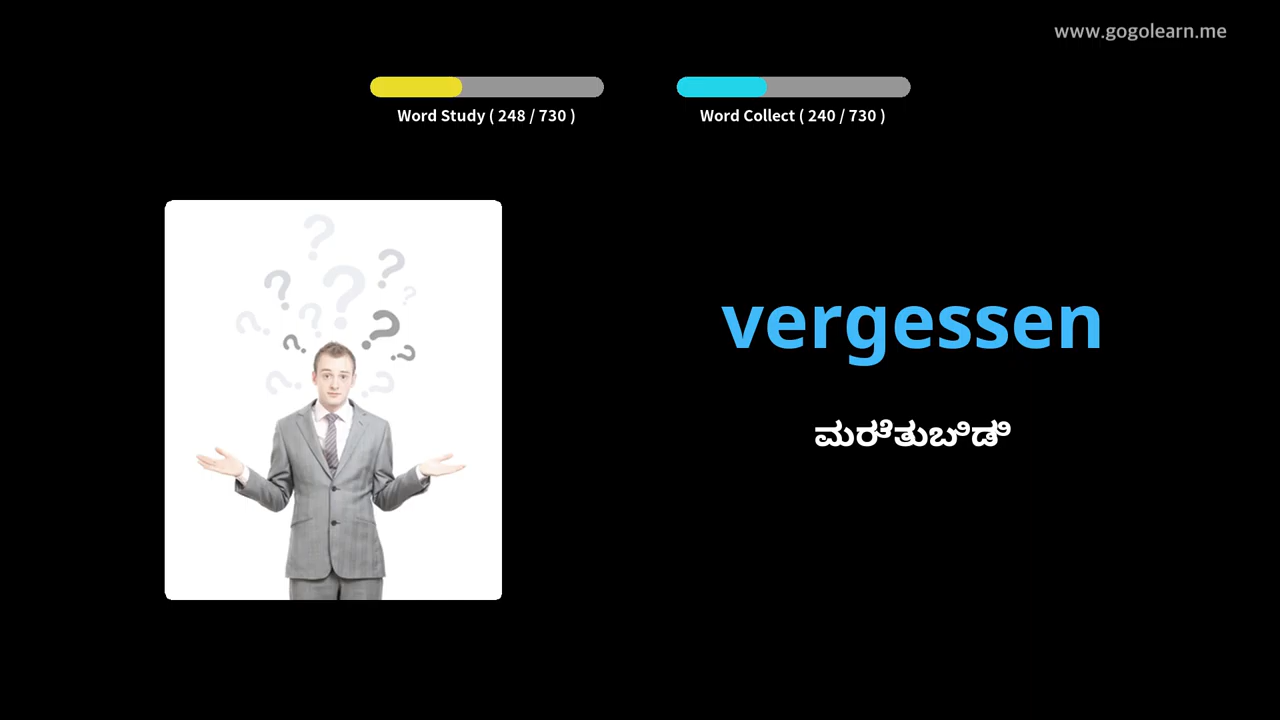 www.gogolearn.me
Word Study ( 248 / 730 )
Word Collect ( 240 / 730 )
vergessen
ಮರೆತುಬಿಡಿ